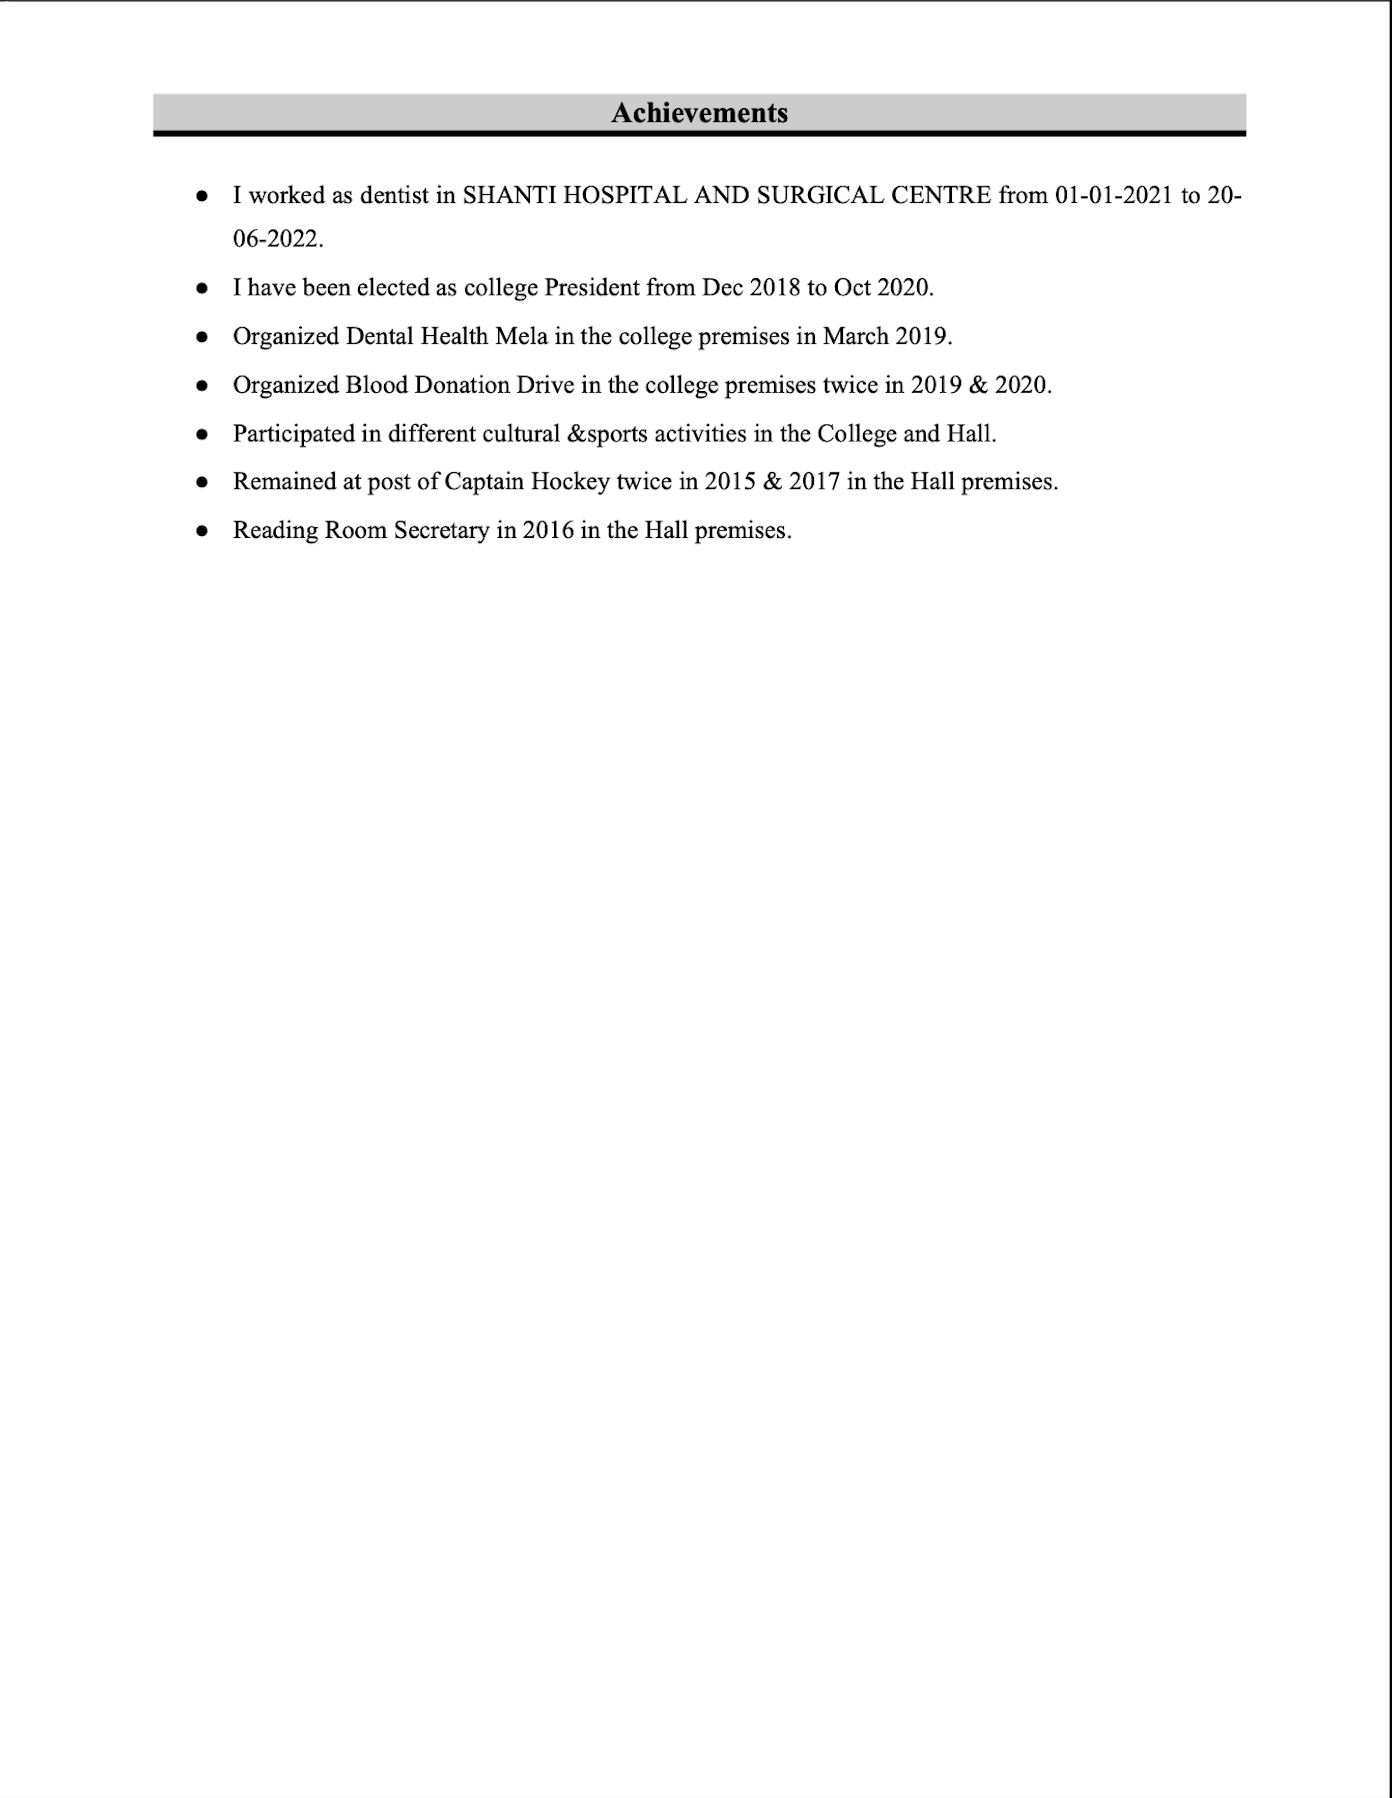 Achievements
● I worked as dentist in SHANTI HOSPITAL AND SURGICAL CENTRE from 01-01-2021 to 20-
06-2022.
● I have been elected as college President from Dec 2018 to Oct 2020.
● Organized Dental Health Mela in the college premises in March 2019.
● Organized Blood Donation Drive in the college premises twice in 2019 & 2020.
● Participated in different cultural &sports activities in the College and Hall.
● Remained at post of Captain Hockey twice in 2015 & 2017 in the Hall premises.
● Reading Room Secretary in 2016 in the Hall premises.